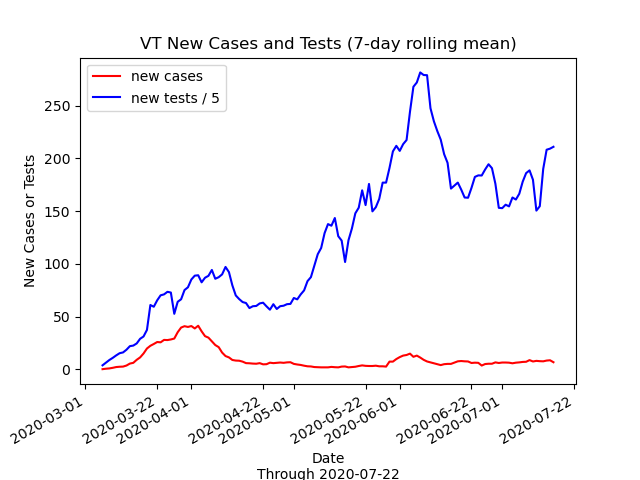 VT New Cases and Tests (7-day rolling mean)
new cases
new tests / 5
New Cases or Tests
250
200
150
100
50
0
2020-03-01
2020-03-22
2020-04-01
2020-04-22
2020-05-01
2020-05-22
2020-06-01
2020-06-22
2020-07-01
2020-07-22
Date
Through 2020-07-22